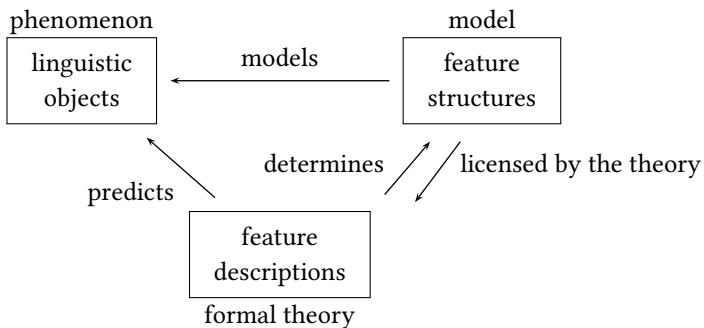 phenomenon
model
linguistic
objects
models
feature
structures
predicts
determines
licensed by the theory
feature
descriptions
formal theory